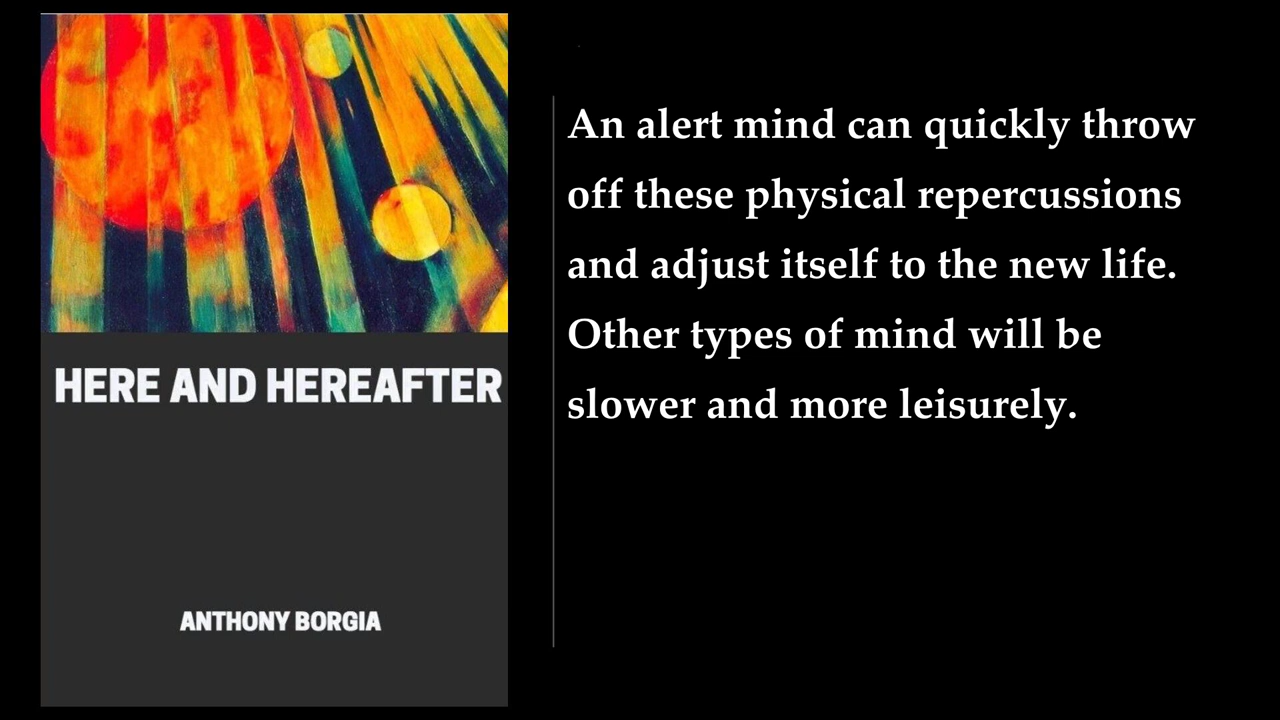 HERE AND HEREAFTER
ANTHONY BORGIA
An alert mind can quickly throw
off these physical repercussions
and adjust itself to the new life.
Other types of mind will be
slower and more leisurely.